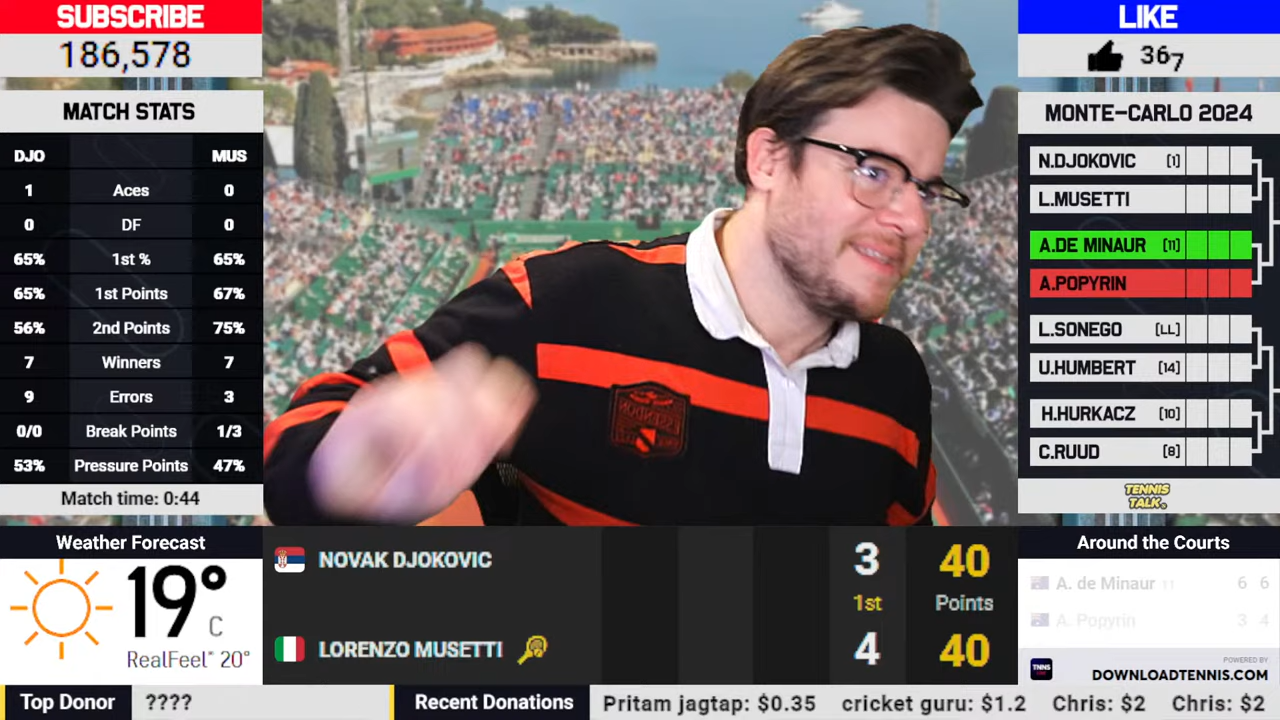 SUBSCRIBE
186,578
MATCH STATS
DJO MUS
1 Aces 0
0 DF 0
65% 1st % 65%
65% 1st Points 67%
56% 2nd Points 75%
7 Winners 7
9 Errors 3
0/0 Break Points 1/3
53% Pressure Points 47%
Match time: 0:44
Weather Forecast
19° C
RealFeel® 20°
LIKE
367
MONTE-CARLO 2024
N.DJOKOVIC [1]
L.MUSETTI
A.DE MINAUR [11]
A.POPYRIN
L.SONEGO [LL]
U.HUMBERT [14]
H.HURKACZ [10]
C.RUUD [8]
TENNIS
TALK.
Around the Courts
A. de Minaur 11 6 6
A. Popyrin 3 4
TNNS
POWERED BY
DOWNLOADTENNIS.COM
NOVAK DJOKOVIC 3 40
1st Points
LORENZO MUSETTI 4 40
Top Donor ???? Recent Donations Pritam jagtap: $0.35 cricket guru: $1.2 Chris: $2 Chris: $2